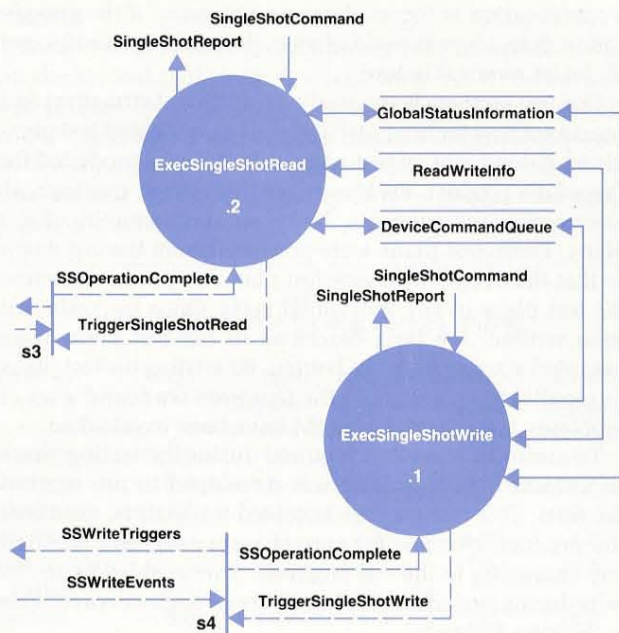 SingleShotCommand
SingleShotReport
GlobalStatusInformation
ExecSingleShotRead
ReadWriteInfo
.2
DeviceCommandQueue
SSOperationComplete
SingleShotCommand
SingleShotReport
TriggerSingleShotRead
s3
ExecSingleShotWrite
.1
SSWriteTriggers
SSOperationComplete
SSWriteEvents
TriggerSingleShotWrite
s4